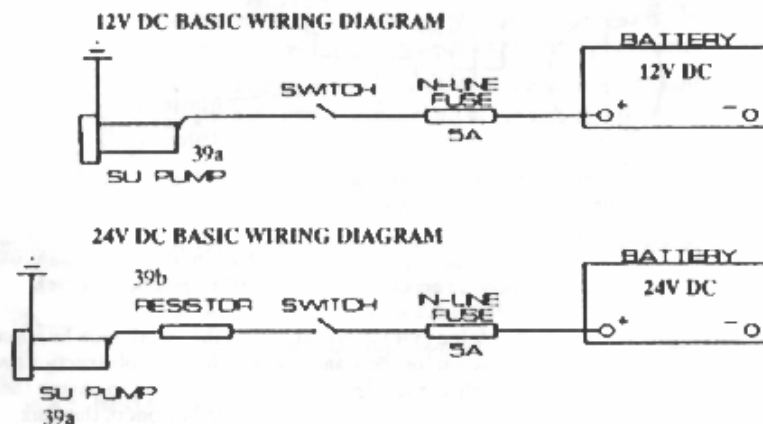 12V DC BASIC WIRING DIAGRAM
BATTERY
12V DC
SWITCH
IN-LINE
FUSE
+
-
5A
39a
SU PUMP
24V DC BASIC WIRING DIAGRAM
BATTERY
24V DC
39b
RESISTOR
SWITCH
IN-LINE
FUSE
+
-
5A
SU PUMP
39a